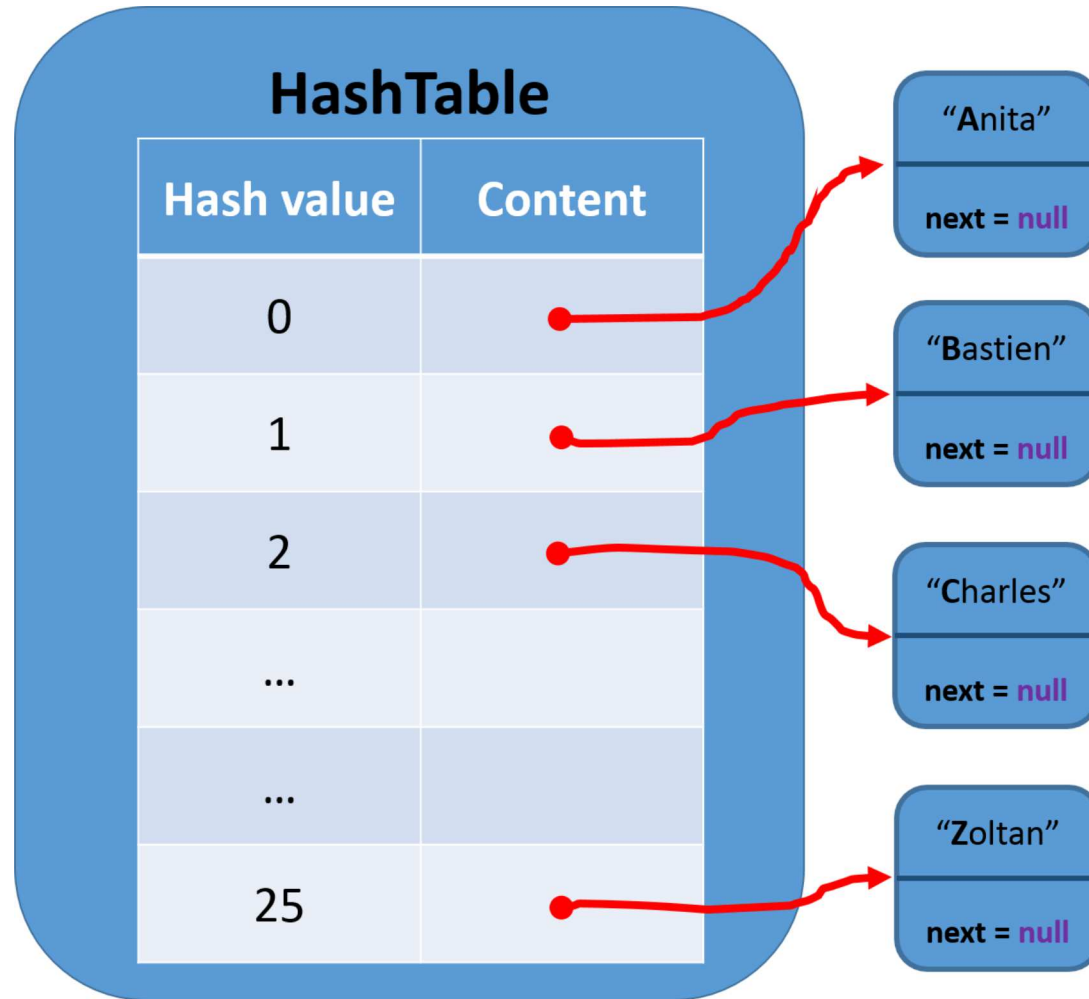 HashTable
Hash value Content
0
1
2
...
...
25
“Anita”
next = null
“Bastien”
next = null
“Charles”
next = null
“Zoltan”
next = null